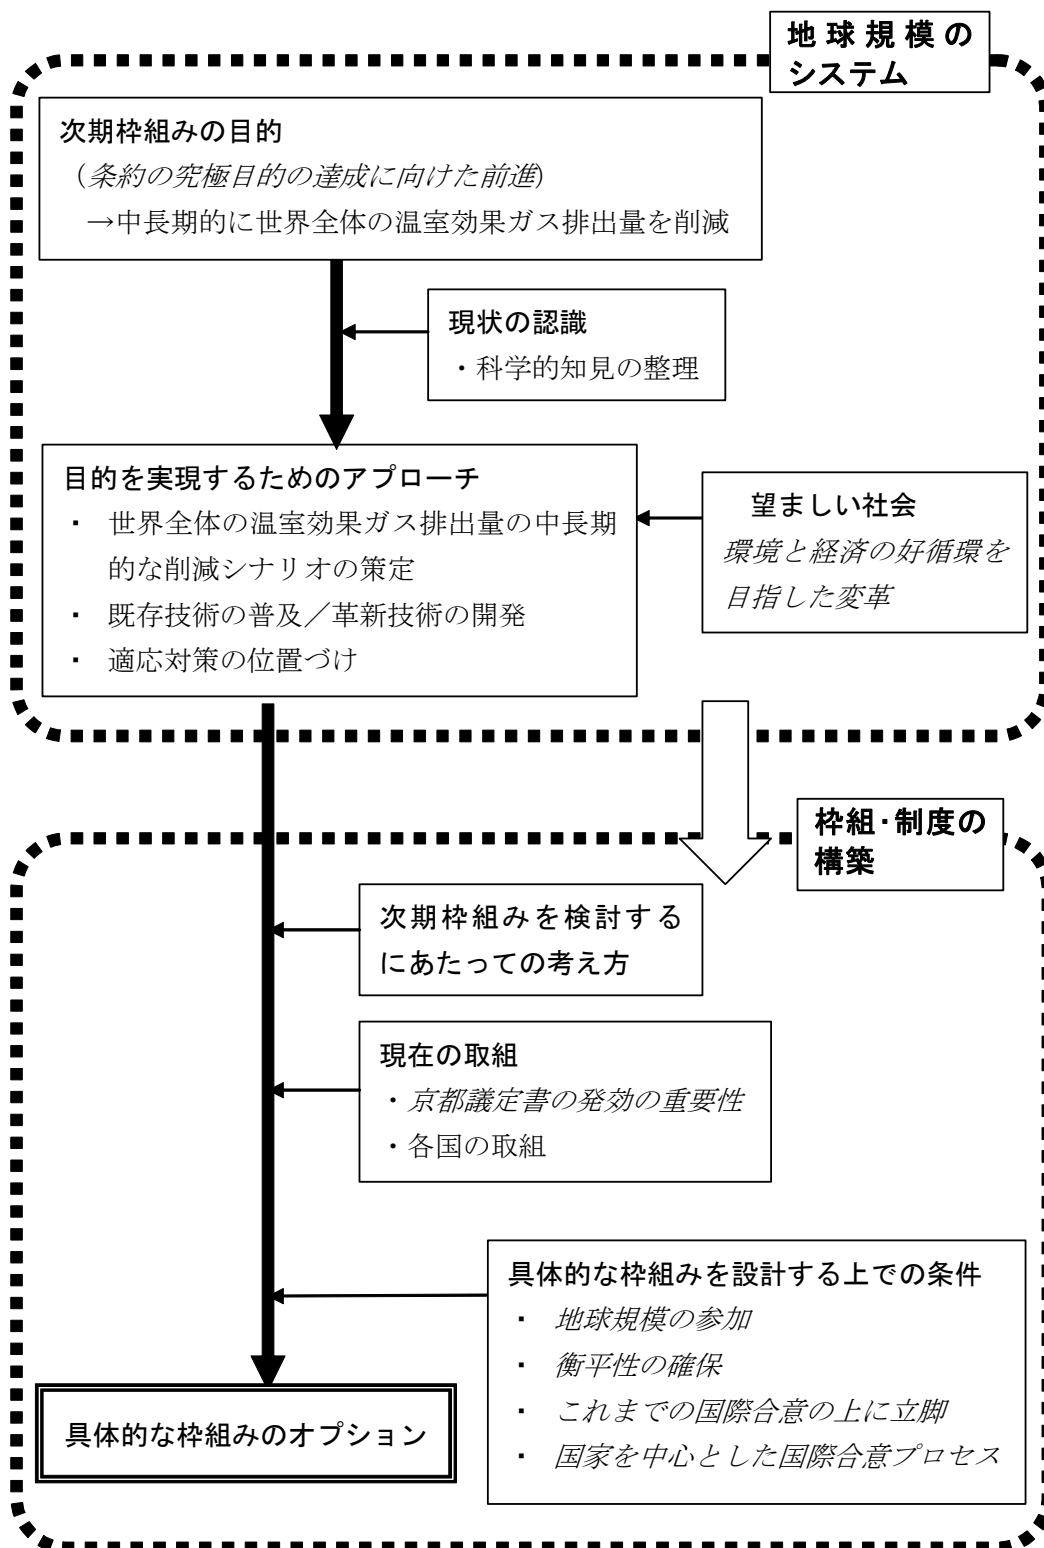 地球規模の
システム
次期枠組みの目的
（条約の究極目的の達成に向けた前進）
→中長期的に世界全体の温室効果ガス排出量を削減
現状の認識
・科学的知見の整理
目的を実現するためのアプローチ
・ 世界全体の温室効果ガス排出量の中長期
的な削減シナリオの策定
・ 既存技術の普及／革新技術の開発
・ 適応対策の位置づけ
望ましい社会
環境と経済の好循環を
目指した変革
枠組・制度の
構築
次期枠組みを検討する
にあたっての考え方
現在の取組
・京都議定書の発効の重要性
・各国の取組
具体的な枠組みを設計する上での条件
・ 地球規模の参加
・ 衡平性の確保
・ これまでの国際合意の上に立脚
・ 国家を中心とした国際合意プロセス
具体的な枠組みのオプション